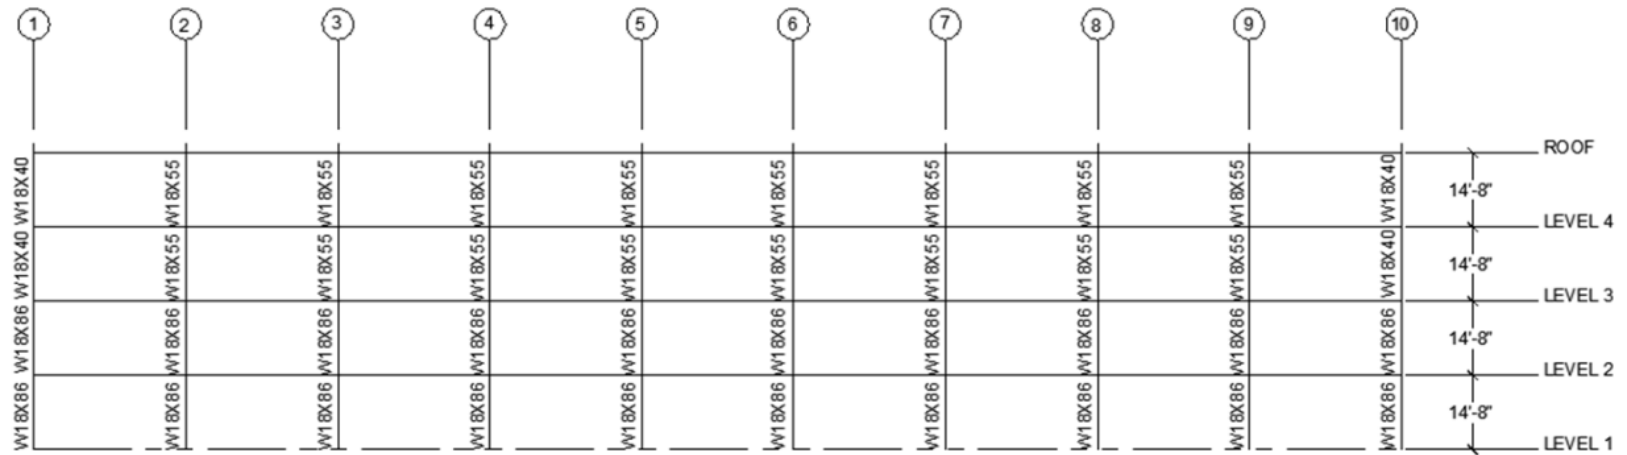 1 2 3 4 5 6 7 8 9 10
ROOF
W18X40 W18X55 W18X55 W18X55 W18X55 W18X55 W18X55 W18X55 W18X55 W18X40 14'-8"
LEVEL 4
W18X40 W18X55 W18X55 W18X55 W18X55 W18X55 W18X55 W18X55 W18X55 W18X40 14'-8"
LEVEL 3
W18X86 W18X86 W18X86 W18X86 W18X86 W18X86 W18X86 W18X86 W18X86 W18X86 14'-8"
LEVEL 2
W18X86 W18X86 W18X86 W18X86 W18X86 W18X86 W18X86 W18X86 W18X86 W18X86 14'-8"
LEVEL 1